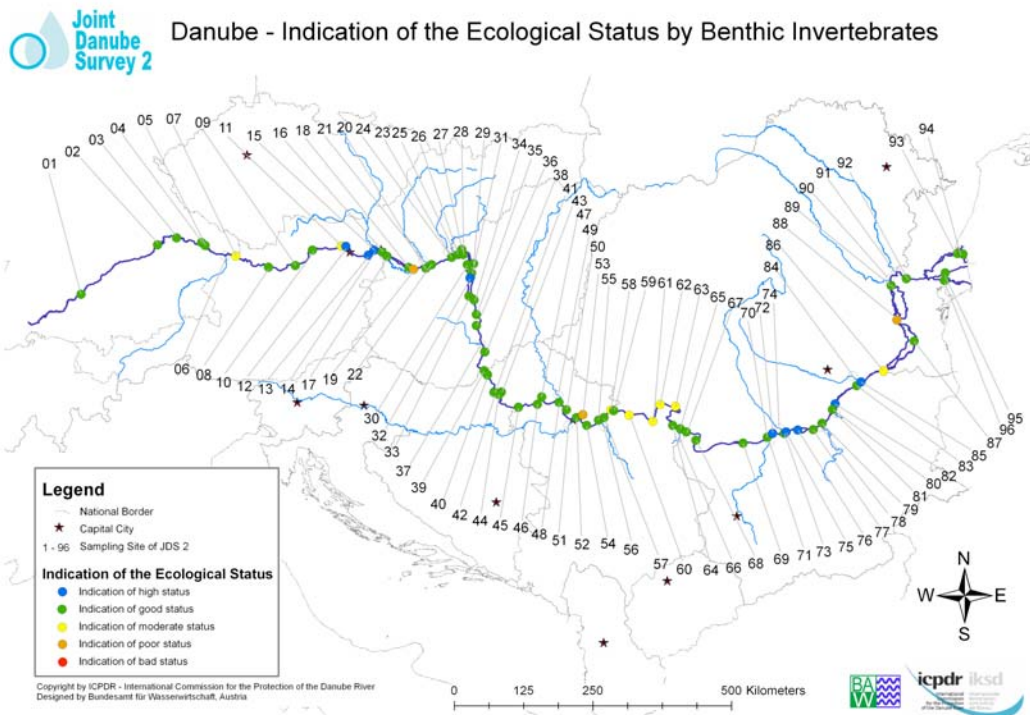 Joint
Danube
Survey 2
Danube - Indication of the Ecological Status by Benthic Invertebrates
01 02 03 04 05 07 09 11 15 16 18 21 20 24 23 25 26 27 28 29 31 34 35 36 38 41 43 47 49 50 53 55 58 59 61 62 63 65 67 70 72 74 84 86 88 89 90 91 92 93 94
06 08 10 12 13 14 17 19 22 30 32 33 37 39 40 42 44 45 46 48 51 52 54 56 57 60 64 66 68 69 71 73 75 76 77 78 79 81 80 82 83 85 87 96 95
Legend
National Border
Capital City
1 - 96 Sampling Site of JDS 2
Indication of the Ecological Status
Indication of high status
Indication of good status
Indication of moderate status
Indication of poor status
Indication of bad status
Copyright by ICPDR - International Commission for the Protection of the Danube River
Designed by Bundesamt für Wasserwirtschaft, Austria
0 125 250 500 Kilometers
N
W E
S
BA
W
icpdr iksd